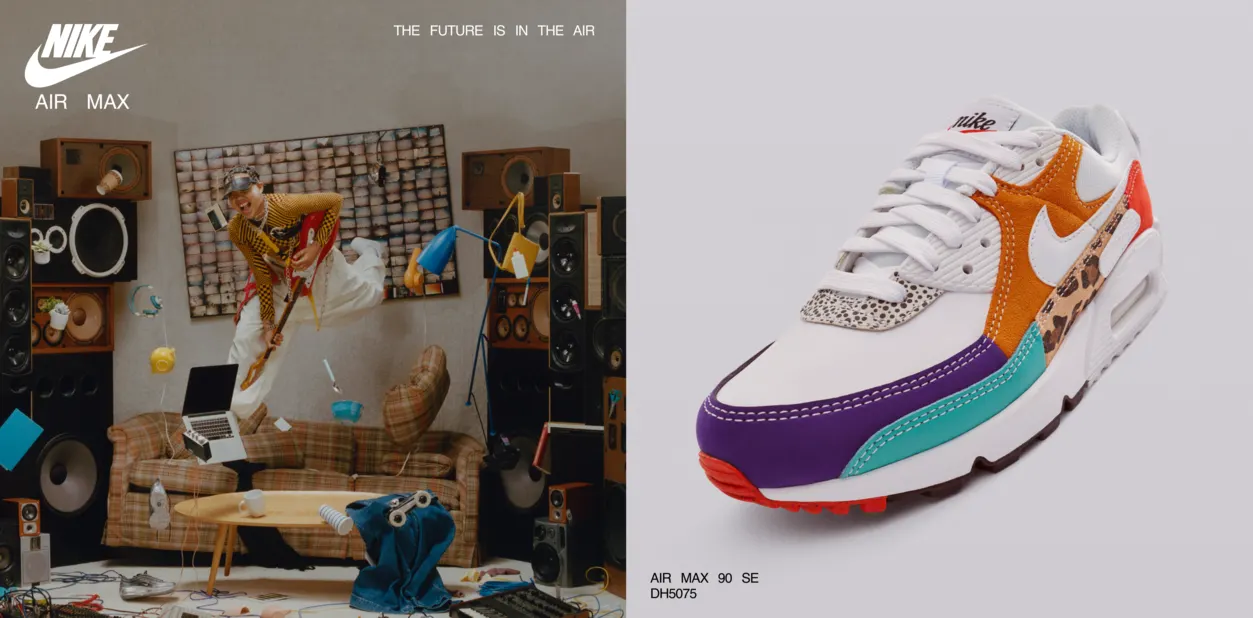 NIKE
AIR MAX
THE FUTURE IS IN THE AIR
nike
AIR MAX 90 SE
DH5075